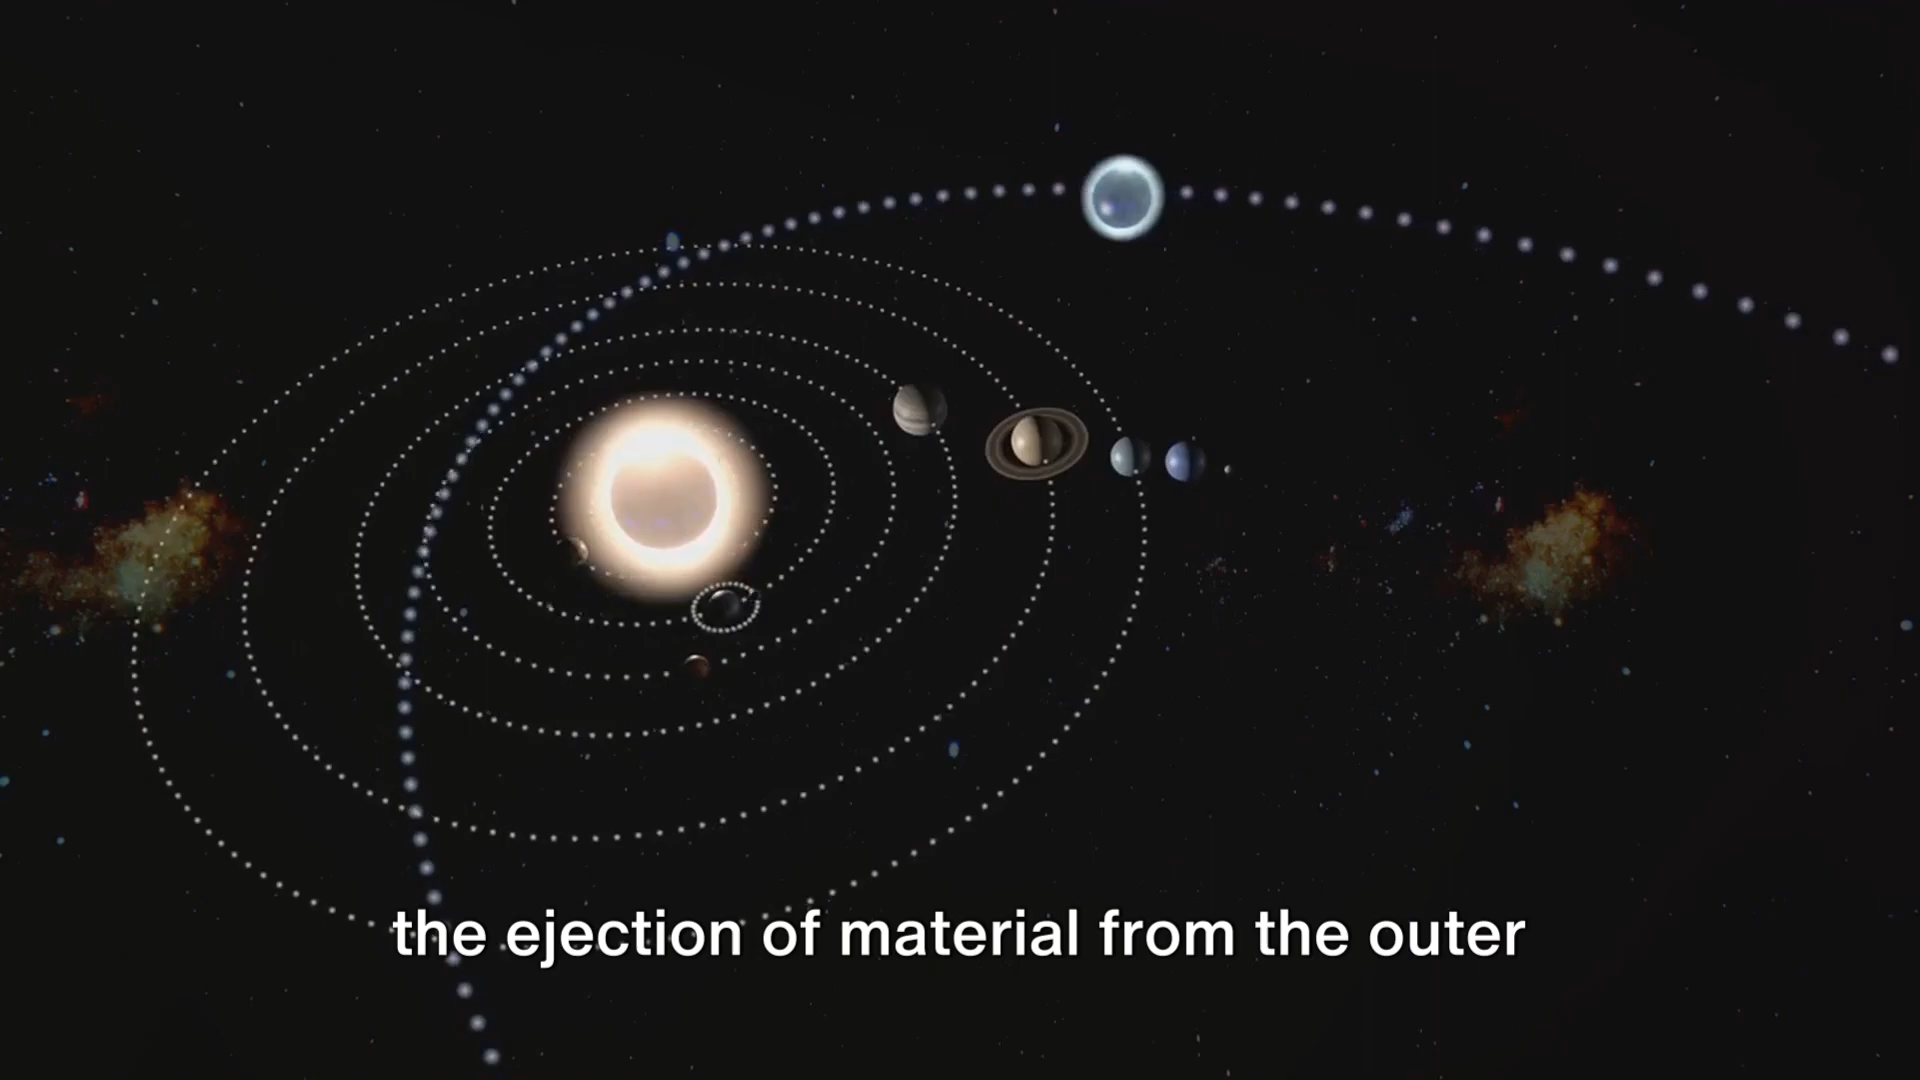 the ejection of material from the outer